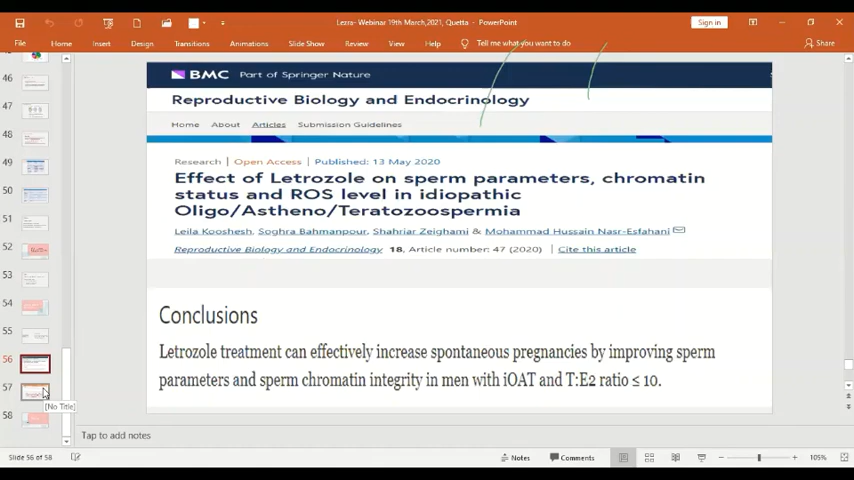 Lezra- Webinar 19th March,2021, Quetta - PowerPoint
Sign in
File Home Insert Design Transitions Animations Slide Show Review View Help Tell me what you want to do Share
46
47
48
49
50
51
52
53
54
55
56
57
58
[No Title]
BMC Part of Springer Nature
Reproductive Biology and Endocrinology
Home About Articles Submission Guidelines
Research | Open Access | Published: 13 May 2020
Effect of Letrozole on sperm parameters, chromatin
status and ROS level in idiopathic
Oligo/Astheno/Teratozoospermia
Leila Kooshesh, Soghra Bahmanpour, Shahriar Zeighami & Mohammad Hussain Nasr-Esfahani
Reproductive Biology and Endocrinology 18, Article number: 47 (2020) | Cite this article
Conclusions
Letrozole treatment can effectively increase spontaneous pregnancies by improving sperm
parameters and sperm chromatin integrity in men with iOAT and T:E2 ratio ≤ 10.
Tap to add notes
Slide 56 of 58 Notes Comments 105%